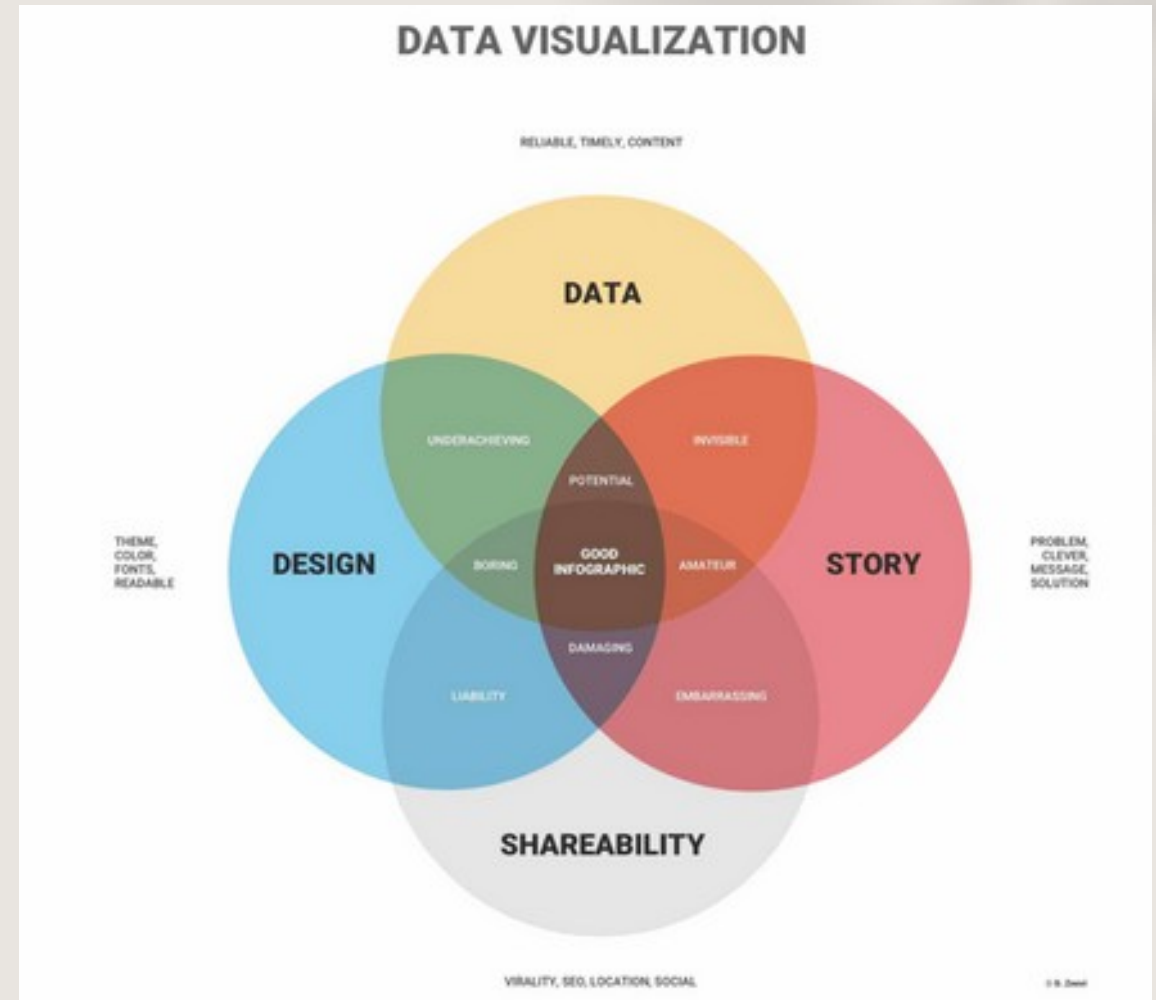 DATA VISUALIZATION
RELIABLE, TIMELY, CONTENT
DATA
UNDERACHIEVING
INVISIBLE
POTENTIAL
THEME,
COLOR,
FONTS,
READABLE
DESIGN
BORING
GOOD
INFOGRAPHIC
AMATEUR
STORY
PROBLEM,
CLEVER,
MESSAGE,
SOLUTION
DAMAGING
LIABILITY
EMBARRASSING
SHAREABILITY
VIRALITY, SEO, LOCATION, SOCIAL